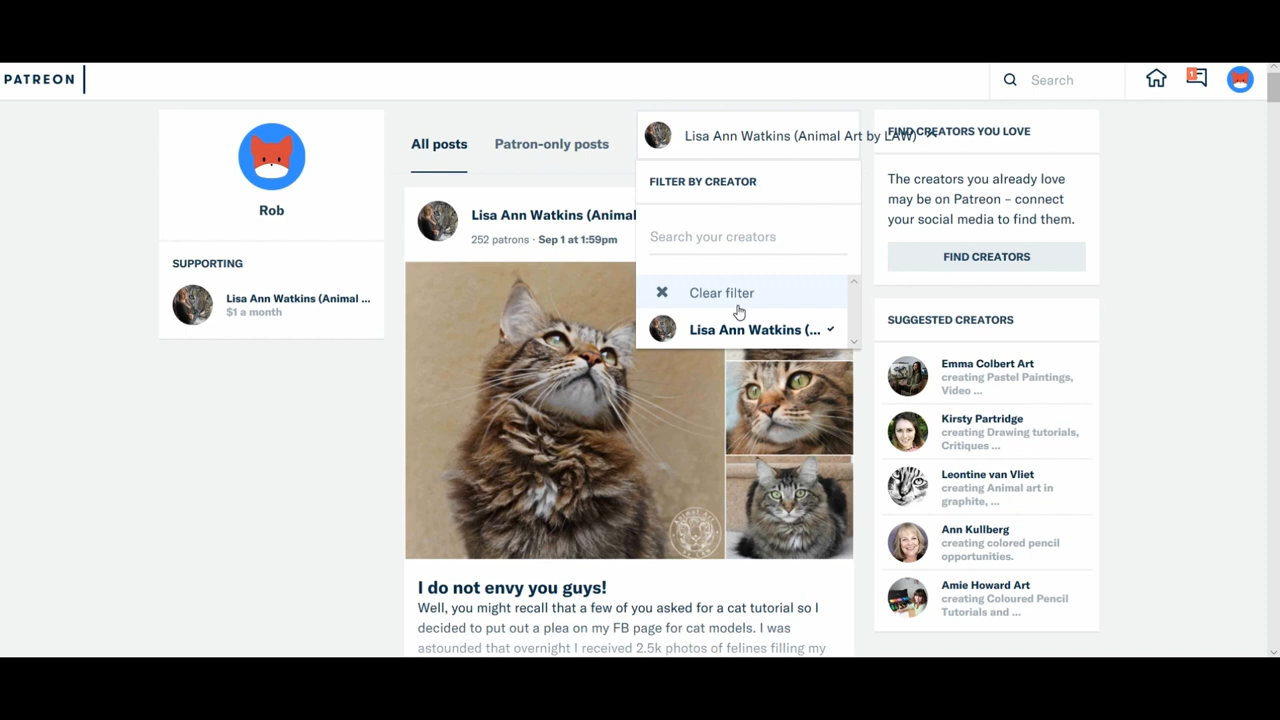 PATREON
Search
1
Rob
SUPPORTING
Lisa Ann Watkins (Animal ...
$1 a month
All posts
Patron-only posts
Lisa Ann Watkins (Animal Art by LAW)
FILTER BY CREATOR
Search your creators
Clear filter
Lisa Ann Watkins (...
Lisa Ann Watkins (Animal
252 patrons · Sep 1 at 1:59pm
I do not envy you guys!
Well, you might recall that a few of you asked for a cat tutorial so I
decided to put out a plea on my FB page for cat models. I was
astounded that overnight I received 2.5k photos of felines filling my
FIND CREATORS YOU LOVE
The creators you already love
may be on Patreon – connect
your social media to find them.
FIND CREATORS
SUGGESTED CREATORS
Emma Colbert Art
creating Pastel Paintings,
Video ...
Kirsty Partridge
creating Drawing tutorials,
Critiques ...
Leontine van Vliet
creating Animal art in
graphite, ...
Ann Kullberg
creating colored pencil
opportunities.
Amie Howard Art
creating Coloured Pencil
Tutorials and ...